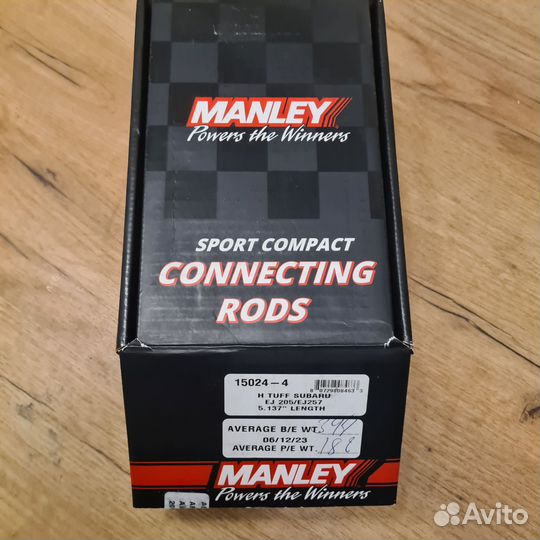 MANLEY
Powers the Winners
SPORT COMPACT
CONNECTING
RODS
15024-4
H TUFF SUBARU
EJ 205/EJ257
5.137" LENGTH
AVERAGE B/E WT.
06/12/23
AVERAGE P/E WT.
MANLEY
Powers the Winners
Avito